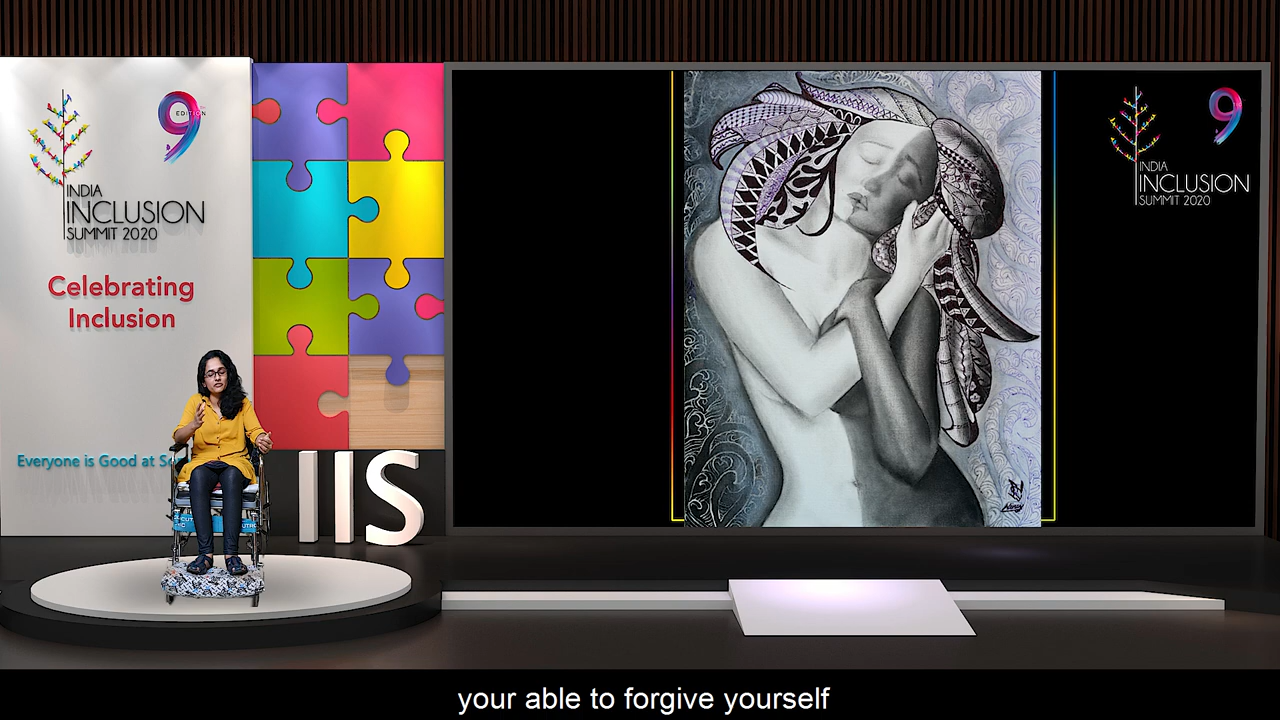 9
EDITION
INDIA
INCLUSION
SUMMIT 2020
Celebrating
Inclusion
Everyone is Good at
IIS
9
INDIA
INCLUSION
SUMMIT 2020
your able to forgive yourself